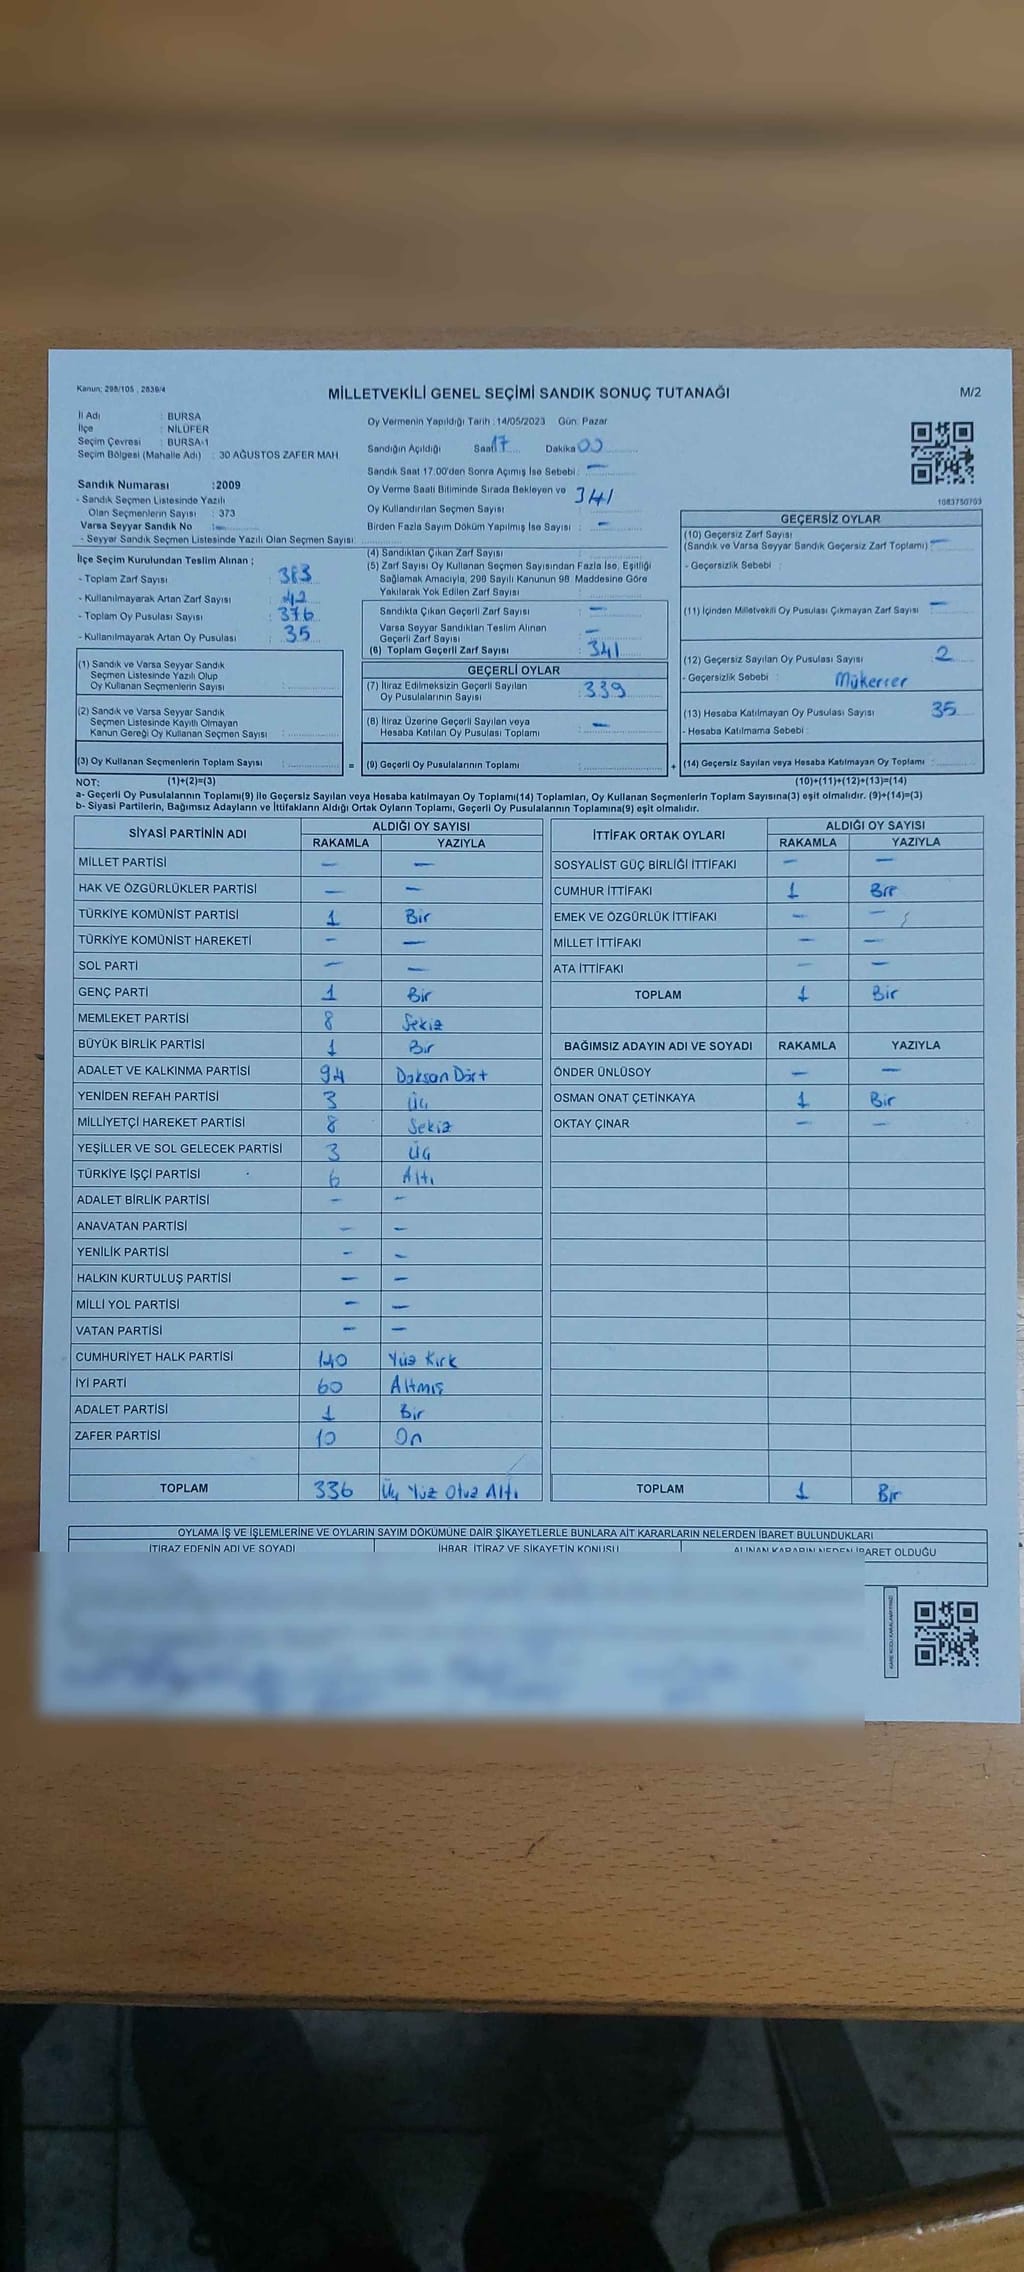 Kanun: 298/105 , 2839/4
MİLLETVEKİLİ GENEL SEÇİMİ SANDIK SONUÇ TUTANAĞI
M/2
İl Adı : BURSA
İlçe : NİLÜFER
Seçim Çevresi : BURSA-1
Seçim Bölgesi (Mahalle Adı) : 30 AĞUSTOS ZAFER MAH
Sandık Numarası :2009
- Sandık Seçmen Listesinde Yazılı
Olan Seçmenlerin Sayısı : 373
Varsa Seyyar Sandık No : –
- Seyyar Sandık Seçmen Listesinde Yazılı Olan Seçmen Sayısı :
Oy Vermenin Yapıldığı Tarih : 14/05/2023 Gün: Pazar
Sandığın Açıldığı Saat 17 Dakika 00
Sandık Saat 17:00'den Sonra Açımış İse Sebebi : –
Oy Verme Saati Bitiminde Sırada Bekleyen ve 341
Oy Kullandırılan Seçmen Sayısı :
Birden Fazla Sayım Döküm Yapılmış İse Sayısı : –
1083750703
İlçe Seçim Kurulundan Teslim Alınan ;
- Toplam Zarf Sayısı : 383
- Kullanılmayarak Artan Zarf Sayısı : 42
- Toplam Oy Pusulası Sayısı : 376
- Kullanılmayarak Artan Oy Pusulası : 35
(4) Sandıktan Çıkan Zarf Sayısı :
(5) Zarf Sayısı Oy Kullanan Seçmen Sayısından Fazla İse, Eşitliği
Sağlamak Amacıyla, 298 Sayılı Kanunun 98. Maddesine Göre
Yakılarak Yok Edilen Zarf Sayısı :
Sandıkta Çıkan Geçerli Zarf Sayısı : –
Varsa Seyyar Sandıktan Teslim Alınan
Geçerli Zarf Sayısı : –
(6) Toplam Geçerli Zarf Sayısı : 341
GEÇERSİZ OYLAR
(10) Geçersiz Zarf Sayısı
(Sandık ve Varsa Seyyar Sandık Geçersiz Zarf Toplamı) : –
- Geçersizlik Sebebi :
(11) İçinden Milletvekili Oy Pusulası Çıkmayan Zarf Sayısı : –
(12) Geçersiz Sayılan Oy Pusulası Sayısı : 2
- Geçersizlik Sebebi : Mükerrer
(13) Hesaba Katılmayan Oy Pusulası Sayısı : 35
- Hesaba Katılmama Sebebi :
(1) Sandık ve Varsa Seyyar Sandık
Seçmen Listesinde Yazılı Olup
Oy Kullanan Seçmenlerin Sayısı :
(2) Sandık ve Varsa Seyyar Sandık
Seçmen Listesinde Kayıtlı Olmayan
Kanun Gereği Oy Kullanan Seçmen Sayısı :
GEÇERLİ OYLAR
(7) İtiraz Edilmeksizin Geçerli Sayılan
Oy Pusulalarının Sayısı : 339
(8) İtiraz Üzerine Geçerli Sayılan veya
Hesaba Katılan Oy Pusulası Toplamı : –
(3) Oy Kullanan Seçmenlerin Toplam Sayısı : = (9) Geçerli Oy Pusulalarının Toplamı : + (14) Geçersiz Sayılan veya Hesaba Katılmayan Oy Toplamı :
NOT: (1)+(2)=(3) (10)+(11)+(12)+(13)=(14)
a- Geçerli Oy Pusulalarının Toplamı(9) ile Geçersiz Sayılan veya Hesaba katılmayan Oy Toplamı(14) Toplamları, Oy Kullanan Seçmenlerin Toplam Sayısına(3) eşit olmalıdır. (9)+(14)=(3)
b- Siyasi Partilerin, Bağımsız Adayların ve İttifakların Aldığı Ortak Oyların Toplamı, Geçerli Oy Pusulalarının Toplamına(9) eşit olmalıdır.
SİYASİ PARTİNİN ADI ALDIĞI OY SAYISI
RAKAMLA YAZIYLA
MİLLET PARTİSİ – –
HAK VE ÖZGÜRLÜKLER PARTİSİ – –
TÜRKİYE KOMÜNİST PARTİSİ 1 Bir
TÜRKİYE KOMÜNİST HAREKETİ – –
SOL PARTİ – –
GENÇ PARTİ 1 Bir
MEMLEKET PARTİSİ 8 Sekiz
BÜYÜK BİRLİK PARTİSİ 1 Bir
ADALET VE KALKINMA PARTİSİ 94 Doksan Dört
YENİDEN REFAH PARTİSİ 3 Üç
MİLLİYETÇİ HAREKET PARTİSİ 8 Sekiz
YEŞİLLER VE SOL GELECEK PARTİSİ 3 Üç
TÜRKİYE İŞÇİ PARTİSİ 6 Altı
ADALET BİRLİK PARTİSİ – –
ANAVATAN PARTİSİ – –
YENİLİK PARTİSİ – –
HALKIN KURTULUŞ PARTİSİ – –
MİLLİ YOL PARTİSİ – –
VATAN PARTİSİ – –
CUMHURİYET HALK PARTİSİ 140 Yüz Kırk
İYİ PARTİ 60 Altmış
ADALET PARTİSİ 1 Bir
ZAFER PARTİSİ 10 On
TOPLAM 336 Üç Yüz Otuz Altı
İTTİFAK ORTAK OYLARI ALDIĞI OY SAYISI
RAKAMLA YAZIYLA
SOSYALİST GÜÇ BİRLİĞİ İTTİFAKI – –
CUMHUR İTTİFAKI 1 Bir
EMEK VE ÖZGÜRLÜK İTTİFAKI – –
MİLLET İTTİFAKI – –
ATA İTTİFAKI – –
TOPLAM 1 Bir
BAĞIMSIZ ADAYIN ADI VE SOYADI RAKAMLA YAZIYLA
ÖNDER ÜNLÜSOY – –
OSMAN ONAT ÇETİNKAYA 1 Bir
OKTAY ÇINAR – –
TOPLAM 1 Bir
OYLAMA İŞ VE İŞLEMLERİNE VE OYLARIN SAYIM DÖKÜMÜNE DAİR ŞİKAYETLERLE BUNLARA AİT KARARLARIN NELERDEN İBARET BULUNDUKLARI
İTİRAZ EDENİN ADI VE SOYADI İHBAR, İTİRAZ VE ŞİKAYETİN KONUSU ALINAN KARARIN NEDEN İBARET OLDUĞU